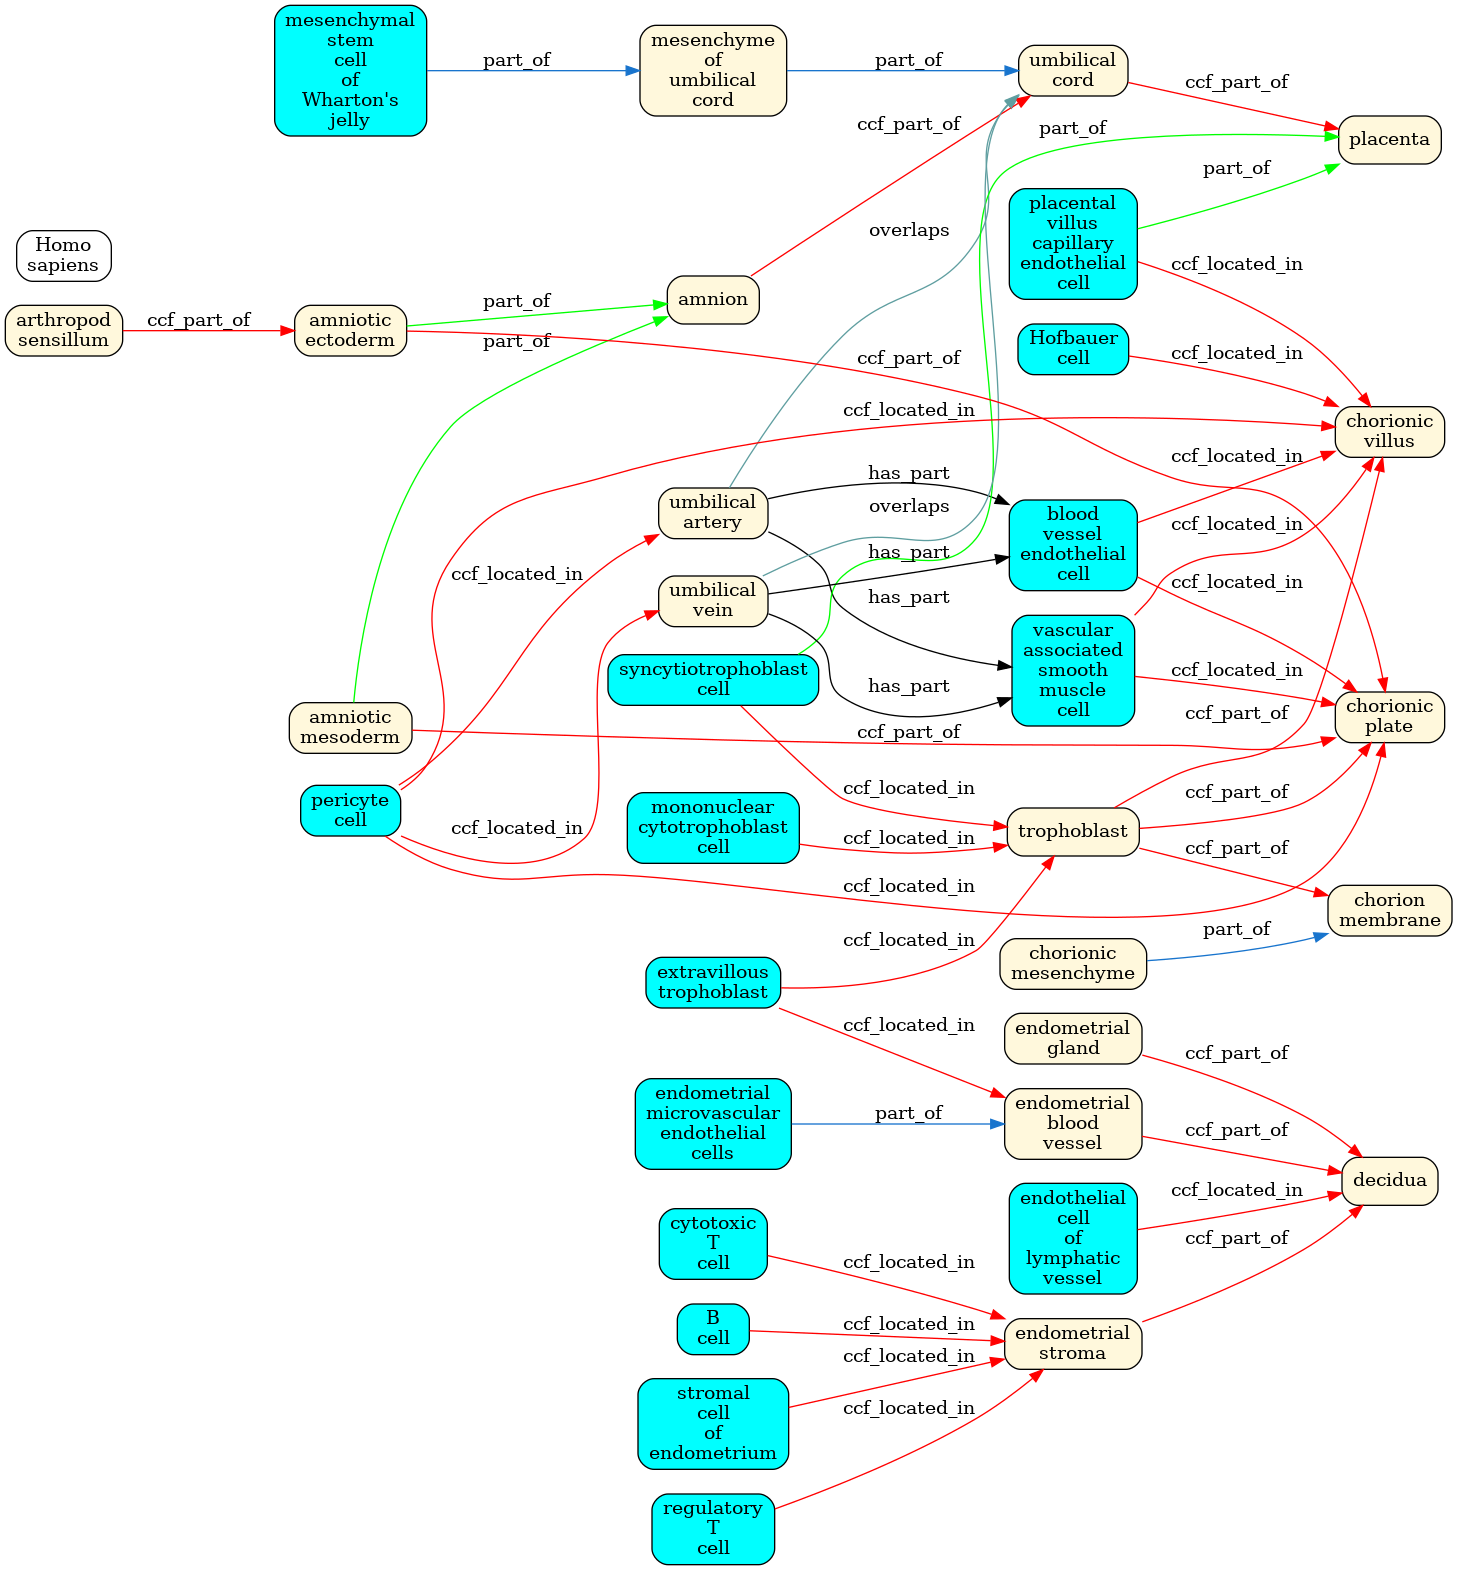 mesenchymal
stem
cell
of
Wharton's
jelly
part_of
mesenchyme
of
umbilical
cord
part_of
umbilical
cord
ccf_part_of
placenta
ccf_part_of
part_of
part_of
placental
villus
capillary
endothelial
cell
overlaps
ccf_located_in
Homo
sapiens
arthropod
sensillum
ccf_part_of
amniotic
ectoderm
part_of
part_of
amnion
ccf_part_of
Hofbauer
cell
ccf_located_in
ccf_located_in
chorionic
villus
ccf_located_in
umbilical
artery
has_part
overlaps
has_part
has_part
has_part
blood
vessel
endothelial
cell
ccf_located_in
ccf_located_in
ccf_located_in
ccf_located_in
umbilical
vein
syncytiotrophoblast
cell
vascular
associated
smooth
muscle
cell
ccf_located_in
ccf_part_of
chorionic
plate
amniotic
mesoderm
ccf_part_of
pericyte
cell
ccf_located_in
mononuclear
cytotrophoblast
cell
ccf_located_in
ccf_located_in
trophoblast
ccf_part_of
ccf_part_of
ccf_located_in
chorion
membrane
chorionic
mesenchyme
part_of
extravillous
trophoblast
ccf_located_in
ccf_located_in
endometrial
gland
ccf_part_of
endometrial
microvascular
endothelial
cells
part_of
endometrial
blood
vessel
ccf_part_of
decidua
endothelial
cell
of
lymphatic
vessel
ccf_located_in
ccf_part_of
cytotoxic
T
cell
ccf_located_in
B
cell
ccf_located_in
endometrial
stroma
stromal
cell
of
endometrium
ccf_located_in
regulatory
T
cell
ccf_located_in